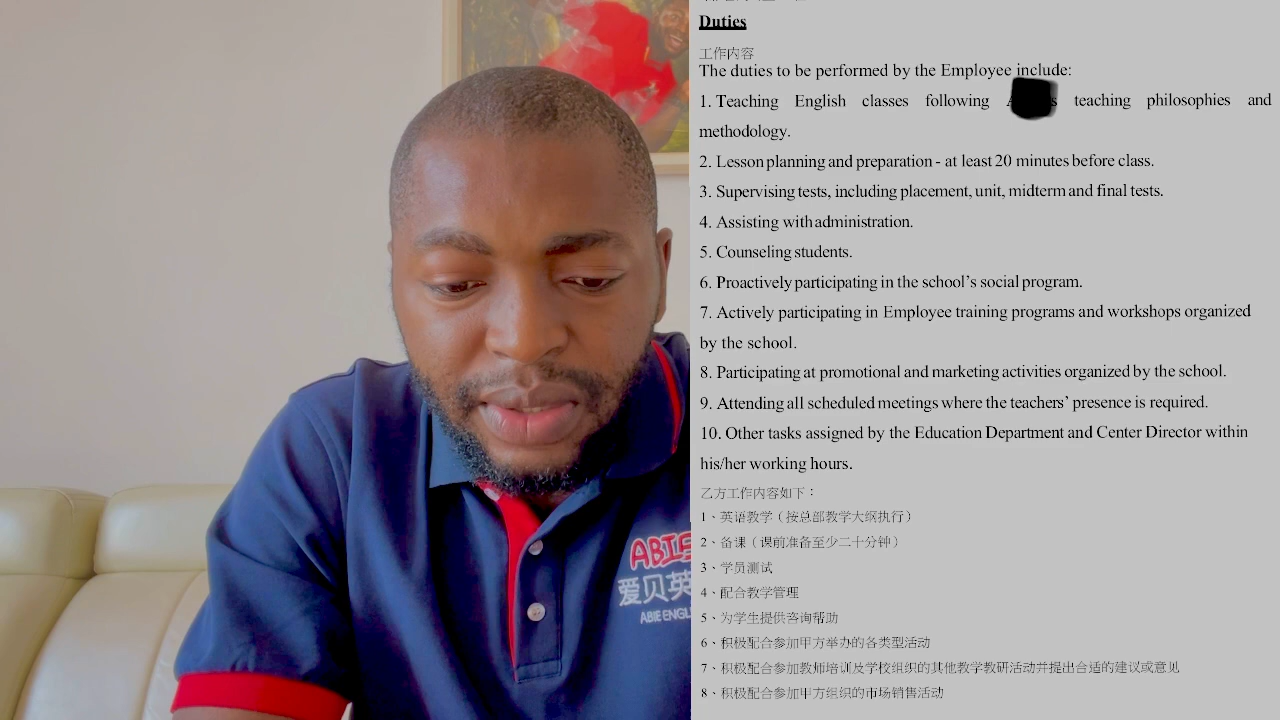 Duties
工作内容
The duties to be performed by the Employee include:
1. Teaching English classes following teaching philosophies and
methodology.
2. Lesson planning and preparation - at least 20 minutes before class.
3. Supervising tests, including placement, unit, midterm and final tests.
4. Assisting with administration.
5. Counseling students.
6. Proactively participating in the school's social program.
7. Actively participating in Employee training programs and workshops organized
by the school.
8. Participating at promotional and marketing activities organized by the school.
9. Attending all scheduled meetings where the teachers' presence is required.
10. Other tasks assigned by the Education Department and Center Director within
his/her working hours.
乙方工作内容如下：
1、英语教学（按总部教学大纲执行）
2、备课（课前准备至少二十分钟）
3、学员测试
4、配合教学管理
5、为学生提供咨询帮助
6、积极配合参加甲方举办的各类型活动
7、积极配合参加教师培训及学校组织的其他教学教研活动并提出合适的建议或意见
8、积极配合参加甲方组织的市场销售活动
ABIE
爱贝英
ABIE ENGL